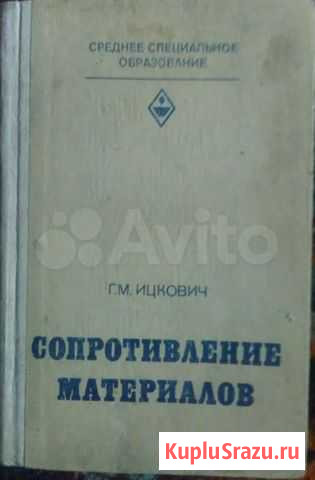 СРЕДНЕЕ СПЕЦИАЛЬНОЕ
ОБРАЗОВАНИЕ
Avito
Г.М. ИЦКОВИЧ
СОПРОТИВЛЕНИЕ
МАТЕРИАЛОВ
KupluSrazu.ru